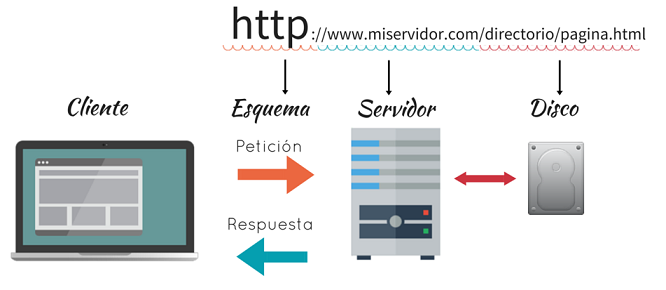 http://www.miservidor.com/directorio/pagina.html
Cliente Esquema Servidor Disco
Petición
Respuesta